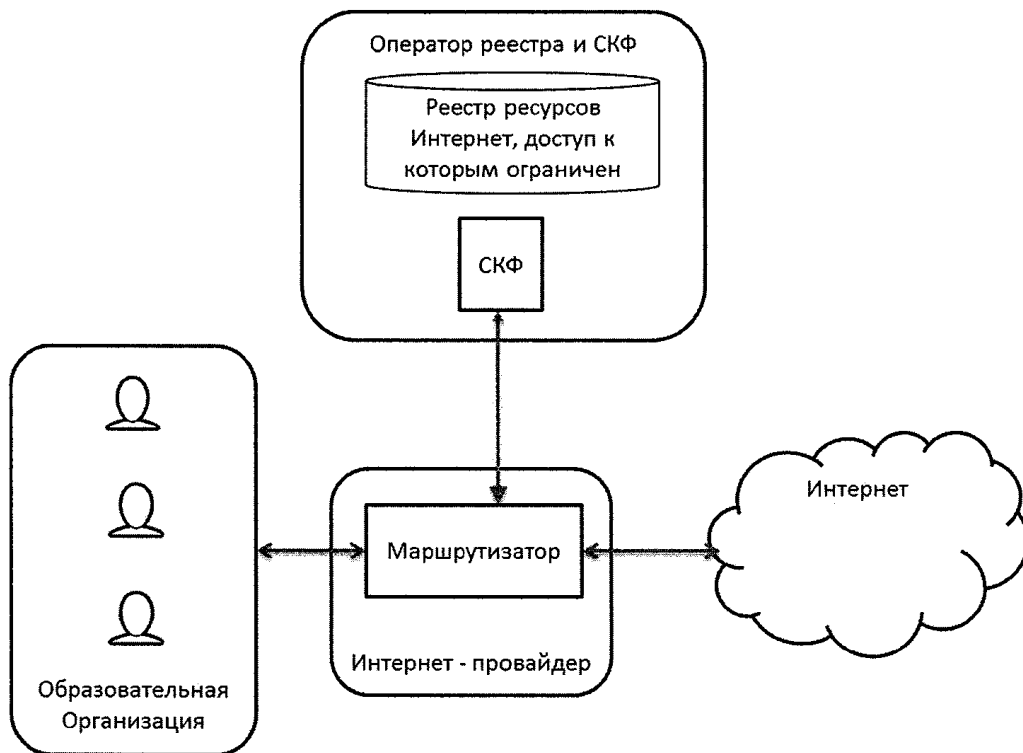 Оператор реестра и СКФ
Реестр ресурсов
Интернет, доступ к
которым ограничен
СКФ
Интернет
Маршрутизатор
Интернет - провайдер
Образовательная
Организация